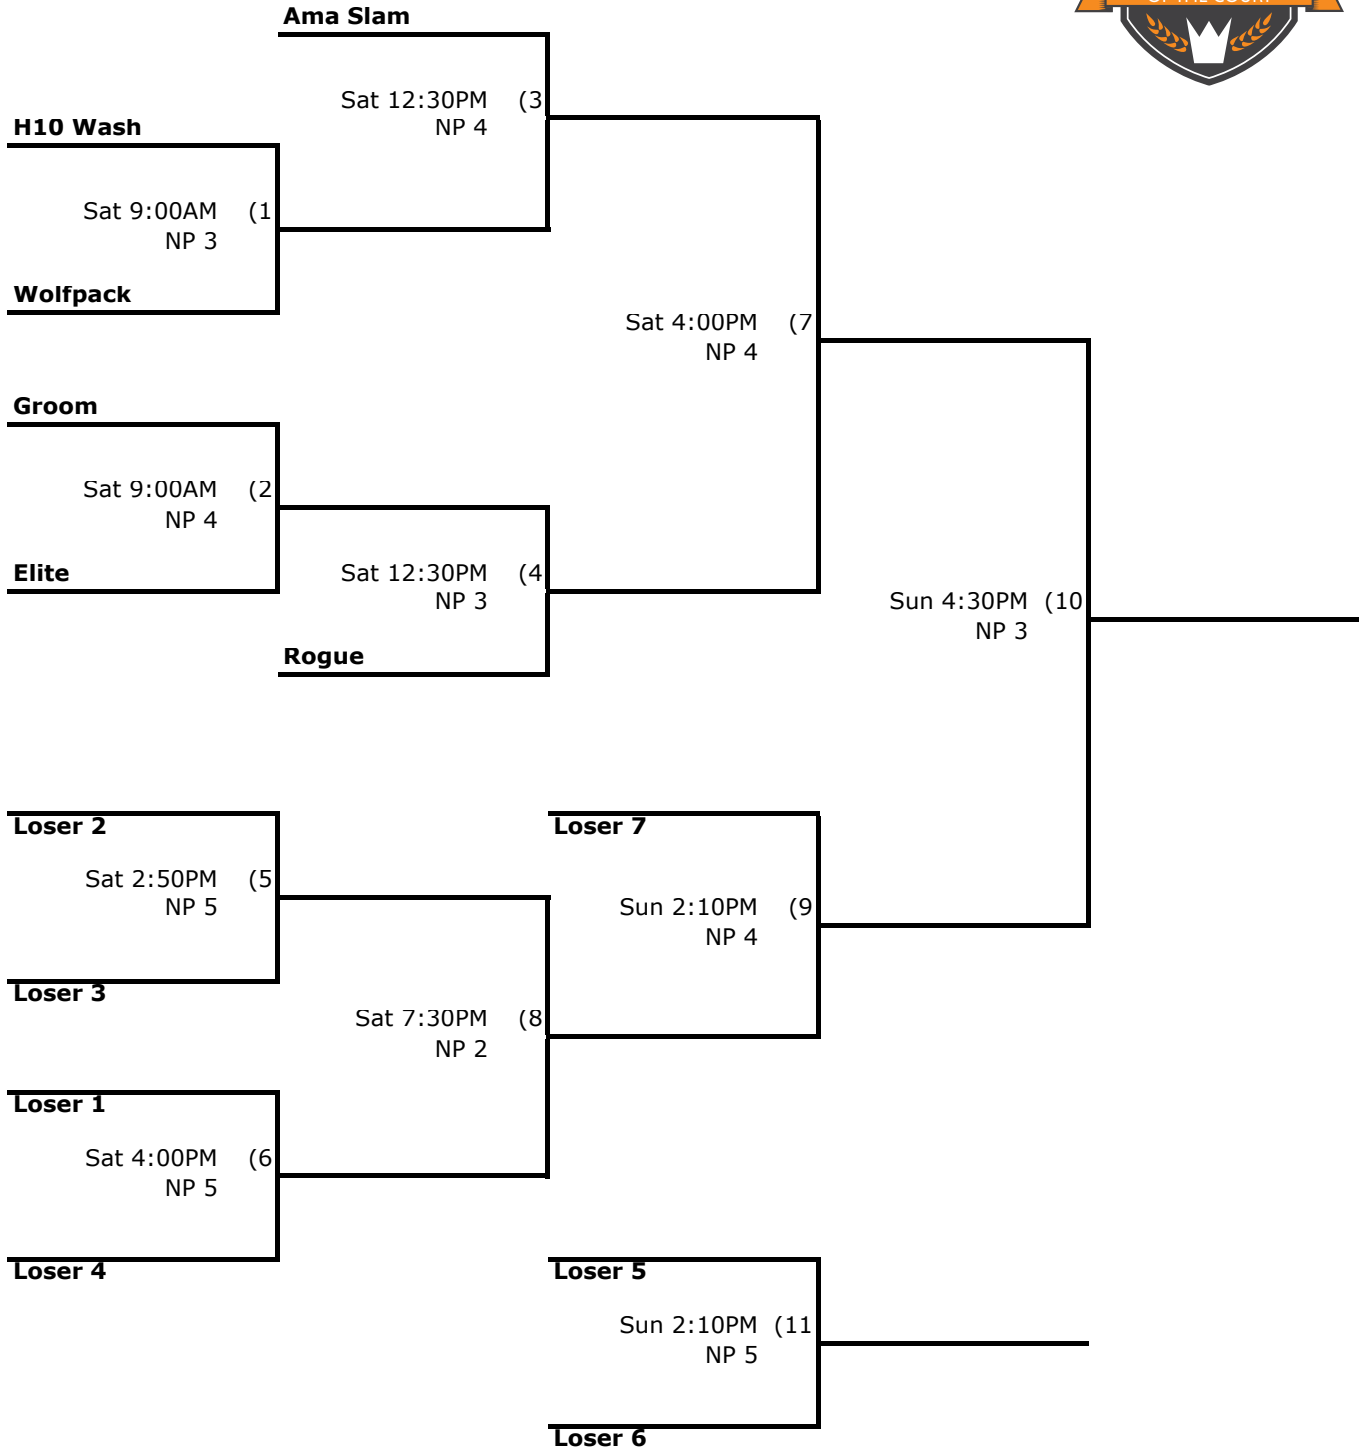 OF THE COURT
Ama Slam
Sat 12:30PM (3
NP 4
H10 Wash
Sat 9:00AM (1
NP 3
Wolfpack
Sat 4:00PM (7
NP 4
Groom
Sat 9:00AM (2
NP 4
Elite
Sat 12:30PM (4
NP 3
Sun 4:30PM (10
NP 3
Rogue
Loser 2
Loser 7
Sat 2:50PM (5
NP 5
Sun 2:10PM (9
NP 4
Loser 3
Sat 7:30PM (8
NP 2
Loser 1
Sat 4:00PM (6
NP 5
Loser 4
Loser 5
Sun 2:10PM (11
NP 5
Loser 6